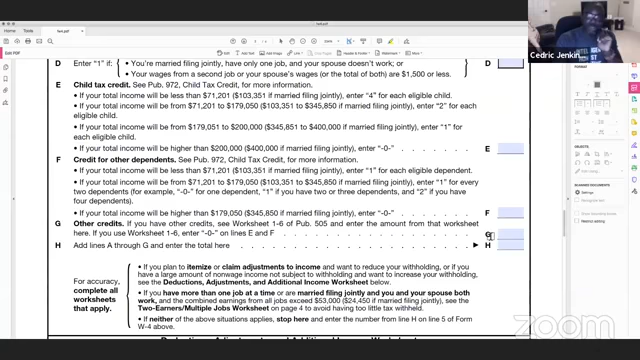 Cedric Jenkin
Edit PDF
D Enter "1" if: • You're married filing jointly, have only one job, and your spouse doesn't work; or D
• Your wages from a second job or your spouse's wages (or the total of both) are $1,500 or less.
E Child tax credit. See Pub. 972, Child Tax Credit, for more information.
• If your total income will be less than $71,201 ($103,351 if married filing jointly), enter "4" for each eligible child.
• If your total income will be from $71,201 to $179,050 ($103,351 to $345,850 if married filing jointly), enter "2" for each
eligible child.
• If your total income will be from $179,051 to $200,000 ($345,851 to $400,000 if married filing jointly), enter "1" for
each eligible child.
• If your total income will be higher than $200,000 ($400,000 if married filing jointly), enter "-0-" . . . . . . . E
F Credit for other dependents. See Pub. 972, Child Tax Credit, for more information.
• If your total income will be less than $71,201 ($103,351 if married filing jointly), enter "1" for each eligible dependent.
• If your total income will be from $71,201 to $179,050 ($103,351 to $345,850 if married filing jointly), enter "1" for every
two dependents (for example, "-0-" for one dependent, "1" if you have two or three dependents, and "2" if you have
four dependents).
• If your total income will be higher than $179,050 ($345,850 if married filing jointly), enter "-0-" . . . . . . . F
G Other credits. If you have other credits, see Worksheet 1-6 of Pub. 505 and enter the amount from that worksheet
here. If you use Worksheet 1-6, enter "-0-" on lines E and F . . . . . . . . . . . . . . . . G
H Add lines A through G and enter the total here . . . . . . . . . . . . . . . . . . . ▶ H
For accuracy,
complete all
worksheets
that apply.
• If you plan to itemize or claim adjustments to income and want to reduce your withholding, or if you
have a large amount of nonwage income not subject to withholding and want to increase your withholding,
see the Deductions, Adjustments, and Additional Income Worksheet below.
• If you have more than one job at a time or are married filing jointly and you and your spouse both
work, and the combined earnings from all jobs exceed $53,000 ($24,450 if married filing jointly), see the
Two-Earners/Multiple Jobs Worksheet on page 4 to avoid having too little tax withheld.
• If neither of the above situations applies, stop here and enter the number from line H on line 5 of Form
W-4 above.
zoom